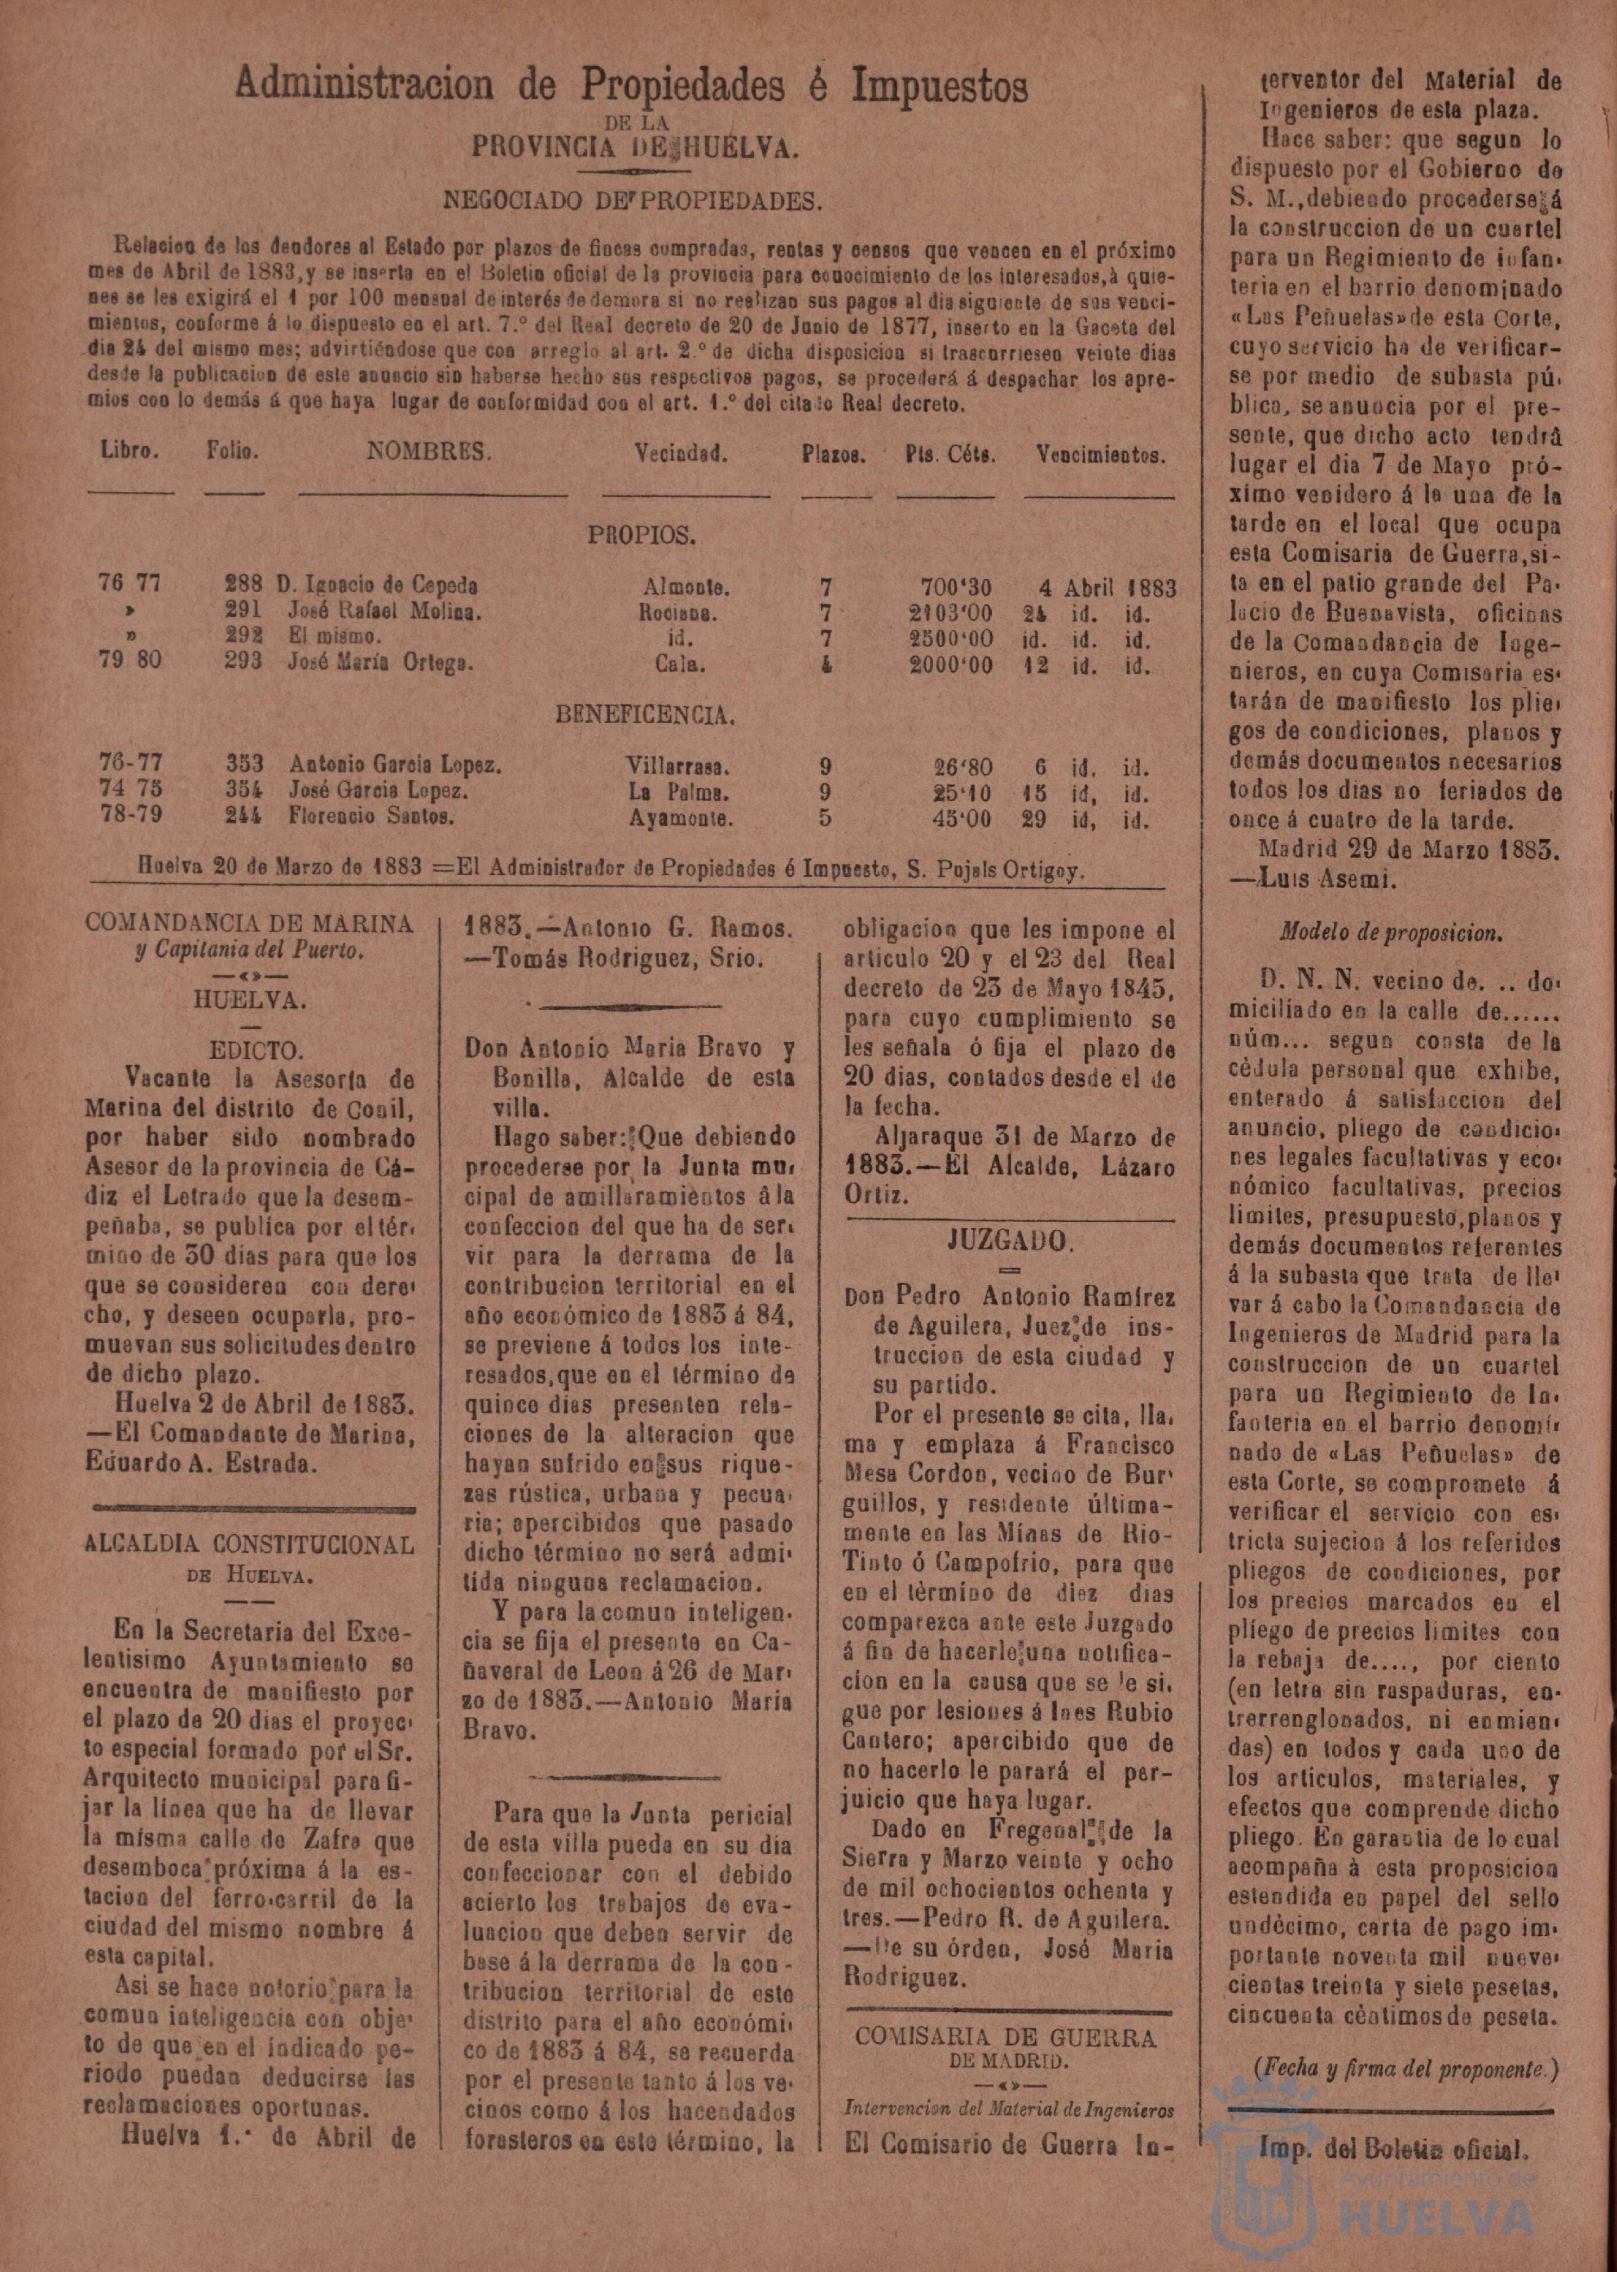 Administracion de Propiedades é Impuestos
DE LA
PROVINCIA DE HUELVA.
NEGOCIADO DE PROPIEDADES.
Relacion de los deudores al Estado por plazos de fincas compradas, rentas y censos que vencen en el próximo
mes de Abril de 1883, y se inserta en el Boletin oficial de la provincia para conocimiento de los interesados, à quie-
nes se les exigirá el 1 por 100 mensual de interés de demora si no realizan sus pagos al dia siguiente de sus venci-
mientos, conforme á lo dispuesto en el art. 7.º del Real decreto de 20 de Junio de 1877, inserto en la Gaceta del
dia 24 del mismo mes; advirtiéndose que con arreglo al art. 2.º de dicha disposicion si trascurriesen veinte dias
desde la publicacion de este anuncio sin haberse hecho sus respectivos pagos, se procederá á despachar los apre-
mios con lo demás á que haya lugar de conformidad con el art. 1.º del citado Real decreto.
Libro. Folio. NOMBRES. Vecindad. Plazos. Pts. Céts. Vencimientos.
PROPIOS.
76 77 288 D. Ignacio de Cepeda Almonte. 7 700'30 4 Abril 1883
» 291 José Rafael Molina. Rociana. 7 2103'00 24 id. id.
» 292 El mismo. id. 7 2500'00 id. id. id.
79 80 293 José María Ortega. Cala. 4 2000'00 12 id. id.
BENEFICENCIA.
76-77 353 Antonio Garcia Lopez. Villarrasa. 9 26'80 6 id. id.
74 75 354 José Garcia Lopez. La Palma. 9 25'10 15 id, id.
78-79 244 Florencio Santos. Ayamonte. 5 45'00 29 id, id.
Huelva 20 de Marzo de 1883 =El Administrador de Propiedades é Impuesto, S. Pujals Ortigoy.
COMANDANCIA DE MARINA
y Capitania del Puerto.
—«»—
HUELVA.
—
EDICTO.
Vacante la Asesoría de
Marina del distrito de Conil,
por haber sido nombrado
Asesor de la provincia de Cá-
diz el Letrado que la desem-
peñaba, se publica por el tér-
mino de 30 dias para que los
que se consideren con dere-
cho, y deseen ocuparla, pro-
muevan sus solicitudes dentro
de dicho plazo.
Huelva 2 de Abril de 1883.
—El Comandante de Marina,
Eduardo A. Estrada.
ALCALDIA CONSTITUCIONAL
DE HUELVA.
En la Secretaria del Exce-
lentisimo Ayuntamiento se
encuentra de manifiesto por
el plazo de 20 dias el proyec-
to especial formado por el Sr.
Arquitecto municipal para fi-
jar la línea que ha de llevar
la misma calle de Zafra que
desemboca próxima á la es-
tacion del ferro-carril de la
ciudad del mismo nombre á
esta capital.
Asi se hace notorio para la
comun inteligencia con obje-
to de que en el indicado pe-
riodo puedan deducirse las
reclamaciones oportunas.
Huelva 1.· de Abril de
1883.—Antonio G. Ramos.
—Tomás Rodriguez, Srio.
Don Antonio Maria Bravo y
Bonilla, Alcalde de esta
villa.
Hago saber: Que debiendo
procederse por la Junta mu-
cipal de amillaramientos á la
confeccion del que ha de ser-
vir para la derrama de la
contribucion territorial en el
año económico de 1883 á 84,
se previene á todos los inte-
resados, que en el término de
quince dias presenten rela-
ciones de la alteracion que
hayan sufrido en sus rique-
zas rústica, urbana y pecua-
ria; apercibidos que pasado
dicho término no será admi-
tida ninguna reclamacion.
Y para la comun inteligen-
cia se fija el presente en Ca-
ñaveral de Leon á 26 de Mar-
zo de 1883.—Antonio Maria
Bravo.
Para que la Junta pericial
de esta villa pueda en su dia
confeccionar con el debido
acierto los trabajos de eva-
luacion que deben servir de
base á la derrama de la con-
tribucion territorial de este
distrito para el año económi-
co de 1883 á 84, se recuerda
por el presente tanto á los ve-
cinos como á los hacendados
forasteros en este término, la
obligacion que les impone el
articulo 20 y el 23 del Real
decreto de 23 de Mayo 1845,
para cuyo cumplimiento se
les señala ó fija el plazo de
20 dias, contados desde el de
la fecha.
Aljaraque 31 de Marzo de
1883.—El Alcalde, Lázaro
Ortiz.
JUZGADO.
Don Pedro Antonio Ramírez
de Aguilera, Juez de ins-
truccion de esta ciudad y
su partido.
Por el presente se cita, lla-
ma y emplaza á Francisco
Mesa Cordon, vecino de Bur-
guillos, y residente última-
mente en las Minas de Rio-
Tinto ó Campofrio, para que
en el tèrmino de diez dias
comparezca ante este Juzgado
á fin de hacerle una notifica-
cion en la causa que se le si-
gue por lesiones á Ines Rubio
Cantero; apercibido que de
no hacerlo le parará el per-
juicio que haya lugar.
Dado en Fregenal de la
Sierra y Marzo veinte y ocho
de mil ochocientos ochenta y
tres.—Pedro R. de Aguilera.
—De su órden, José Maria
Rodriguez.
COMISARIA DE GUERRA
DE MADRID.
—«»—
Intervencion del Material de Ingenieros
El Comisario de Guerra In-
terventor del Material de
Ingenieros de esta plaza.
Hace saber: que segun lo
dispuesto por el Gobierno de
S. M., debiendo procederse á
la construccion de un cuartel
para un Regimiento de infan-
teria en el barrio denominado
«Las Peñuelas» de esta Corte,
cuyo servicio ha de verificar-
se por medio de subasta pú-
blica, se anuncia por el pre-
sente, que dicho acto tendrá
lugar el dia 7 de Mayo pró-
ximo venidero á la una de la
tarde en el local que ocupa
esta Comisaria de Guerra, si-
ta en el patio grande del Pa-
lacio de Buenavista, oficinas
de la Comandancia de Inge-
nieros, en cuya Comisaria es-
tarán de manifiesto los plie-
gos de condiciones, planos y
demás documentos necesarios
todos los dias no feriados de
once á cuatro de la tarde.
Madrid 29 de Marzo 1883.
—Luis Asemi.
Modelo de proposicion.
D. N. N. vecino de. .. do-
miciliado en la calle de......
núm... segun consta de la
cèdula personal que exhibe,
enterado á satisfaccion del
anuncio, pliego de condicio-
nes legales facultativas y eco-
nómico facultativas, precios
limites, presupuesto, planos y
demás documentos referentes
á la subasta que trata de lle-
var á cabo la Comandancia de
Ingenieros de Madrid para la
construccion de un cuartel
para un Regimiento de In-
fanteria en el barrio denomi-
nado de «Las Peñuelas» de
esta Corte, se compromete á
verificar el servicio con es-
tricta sujecion á los referidos
pliegos de condiciones, por
los precios marcados en el
pliego de precios limites con
la rebaja de...., por ciento
(en letra sin raspaduras, en-
trerrenglonados, ni enmien-
das) en todos y cada uno de
los articulos, materiales, y
efectos que comprende dicho
pliego. En garantia de lo cual
acompaña à esta proposicion
estendida en papel del sello
undècimo, carta de pago im-
portante noventa mil nueve-
cientas treinta y siete pesetas,
cincuenta cèntimos de peseta.
(Fecha y firma del proponente.)
Imp. del Boletin oficial.
Ayuntamiento de
HUELVA